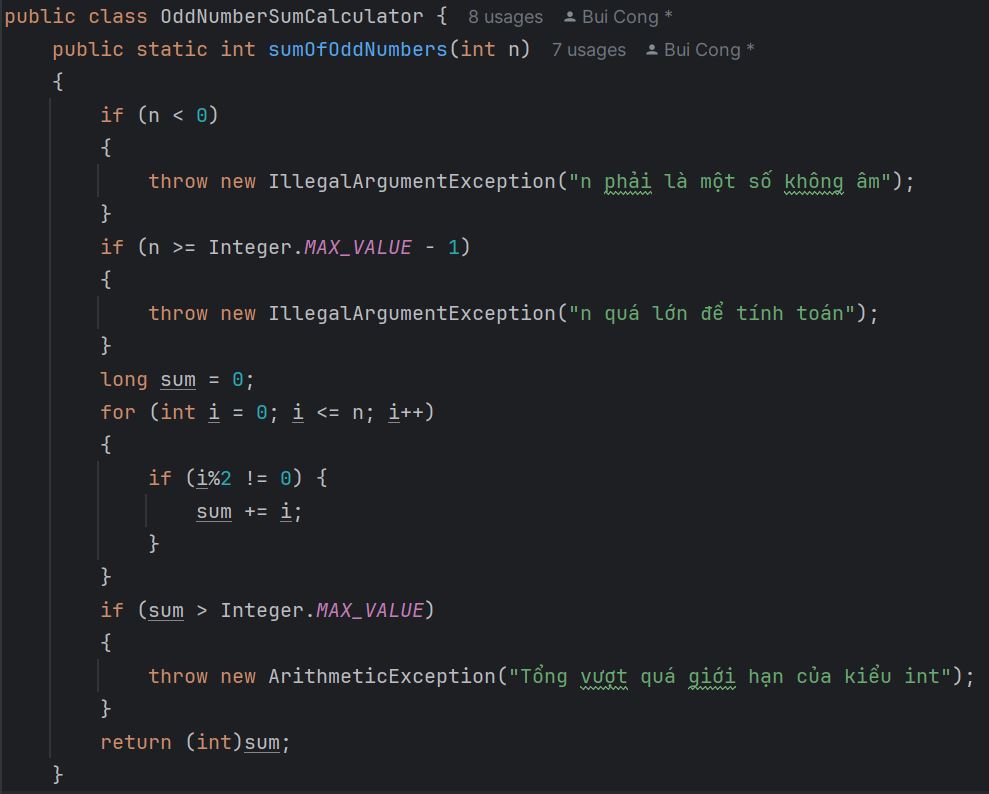 public class OddNumberSumCalculator { 8 usages Bui Cong *
public static int sumOfOddNumbers(int n) 7 usages Bui Cong *
{
if (n < 0)
{
throw new IllegalArgumentException("n phải là một số không âm");
}
if (n >= Integer.MAX_VALUE - 1)
{
throw new IllegalArgumentException("n quá lớn để tính toán");
}
long sum = 0;
for (int i = 0; i <= n; i++)
{
if (i%2 != 0) {
sum += i;
}
}
if (sum > Integer.MAX_VALUE)
{
throw new ArithmeticException("Tổng vượt quá giới hạn của kiểu int");
}
return (int)sum;
}